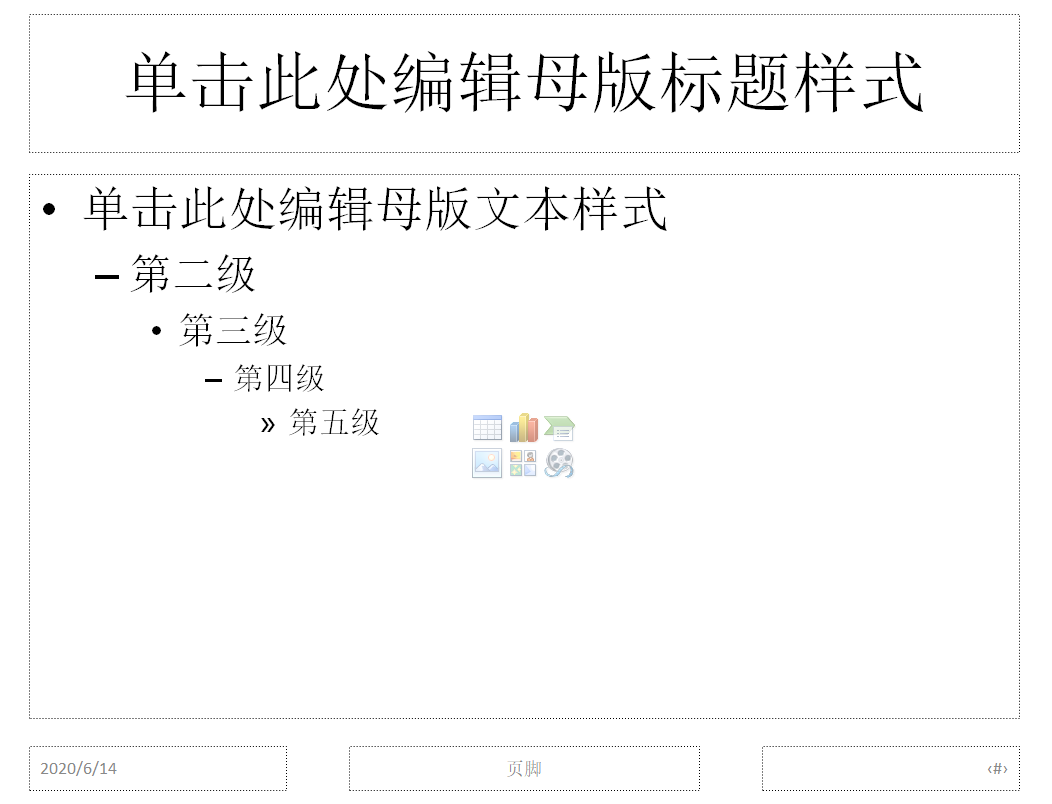 单击此处编辑母版标题样式
• 单击此处编辑母版文本样式
– 第二级
• 第三级
– 第四级
» 第五级
2020/6/14
页脚
‹#›